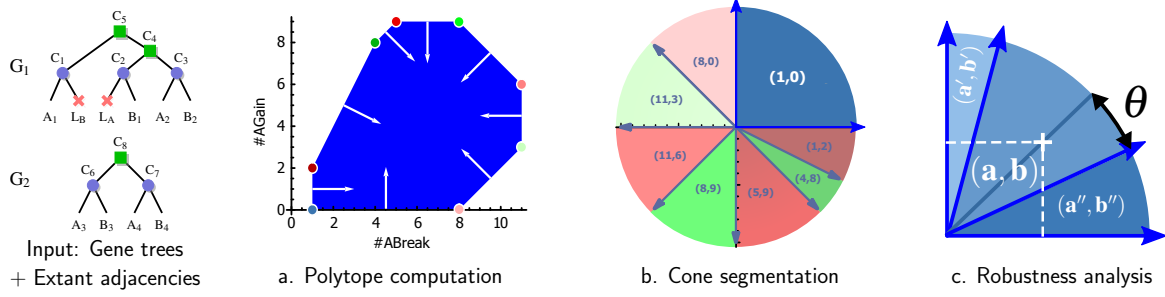 G1
C5
C4
C1
C2
C3
A1 LB LA B1 A2 B2
G2
C8
C6
C7
A3 B3 A4 B4
Input: Gene trees
+ Extant adjacencies
#AGain
8
6
4
2
0
0 2 4 6 8 10
#ABreak
a. Polytope computation
(8,0)
(1,0)
(11,3)
(11,6)
(8,9)
(5,9)
(4,8)
(1,2)
b. Cone segmentation
(a′, b′)
θ
(a, b)
(a″, b″)
c. Robustness analysis